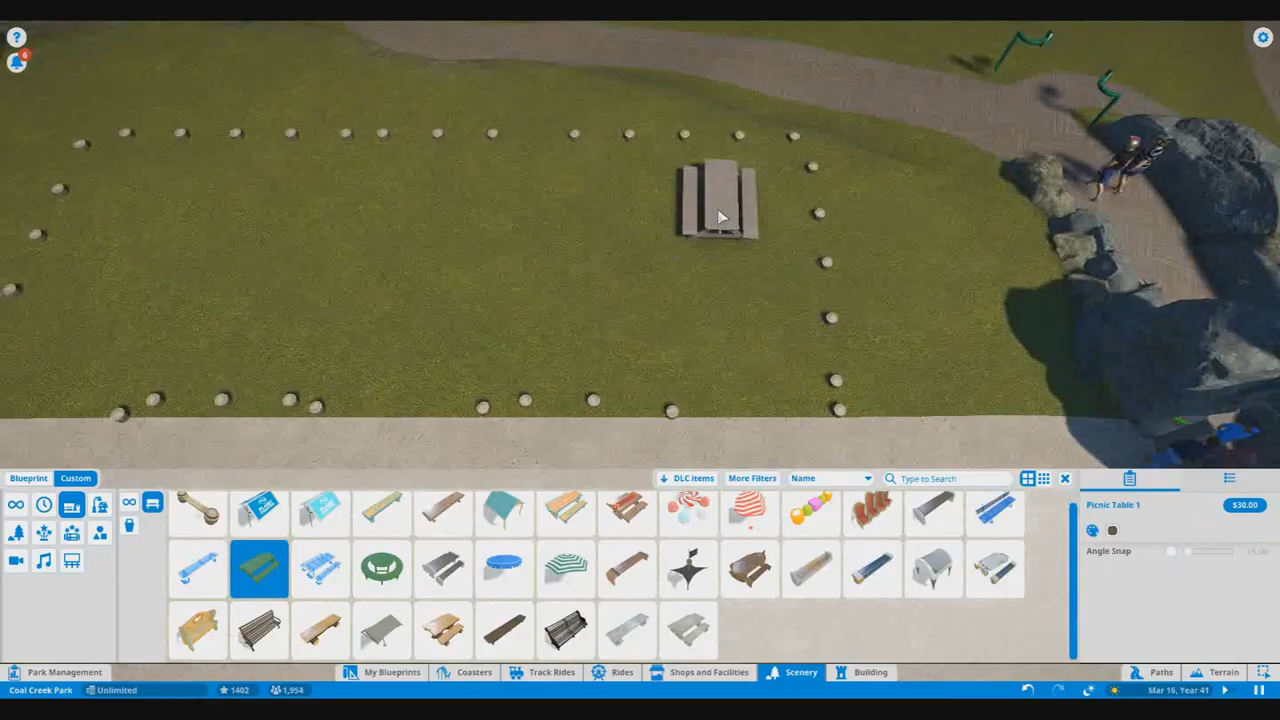 ?
6
Blueprint
Custom
DLC items
More Filters
Name
Type to Search
Picnic Table 1
$30.00
Angle Snap
Park Management
My Blueprints
Coasters
Track Rides
Rides
Shops and Facilities
Scenery
Building
Paths
Terrain
Coal Creek Park
Unlimited
1402
1,954
Mar 16, Year 41